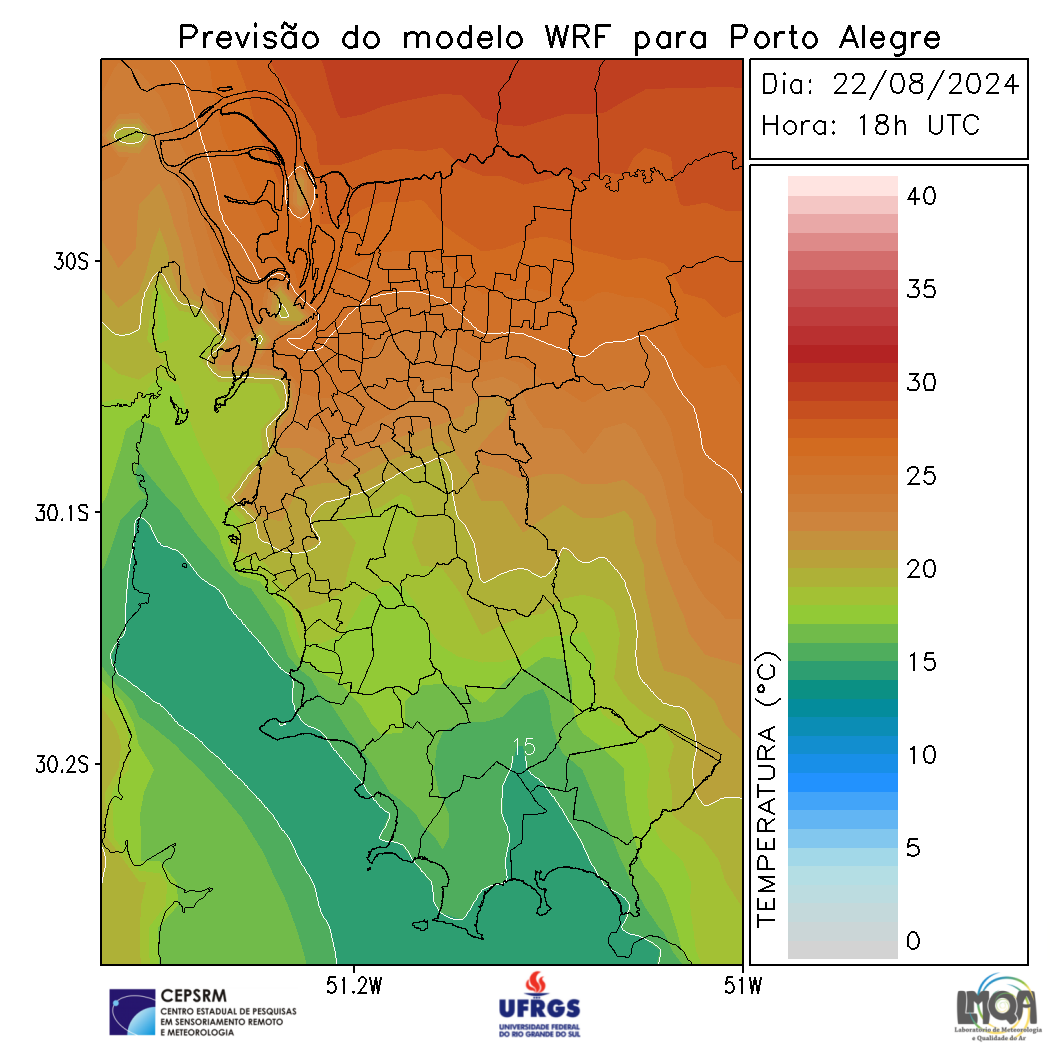 Previsão do modelo WRF para Porto Alegre
Dia: 22/08/2024
Hora: 18h UTC
40
35
30
25
20
15
10
5
0
TEMPERATURA (°C)
30S
30.1S
30.2S
15
51.2W
51W
CEPSRM
CENTRO ESTADUAL DE PESQUISAS
EM SENSORIAMENTO REMOTO
E METEOROLOGIA
UFRGS
UNIVERSIDADE FEDERAL
DO RIO GRANDE DO SUL
LMQA
Laboratório de Meteorologia
e Qualidade do Ar